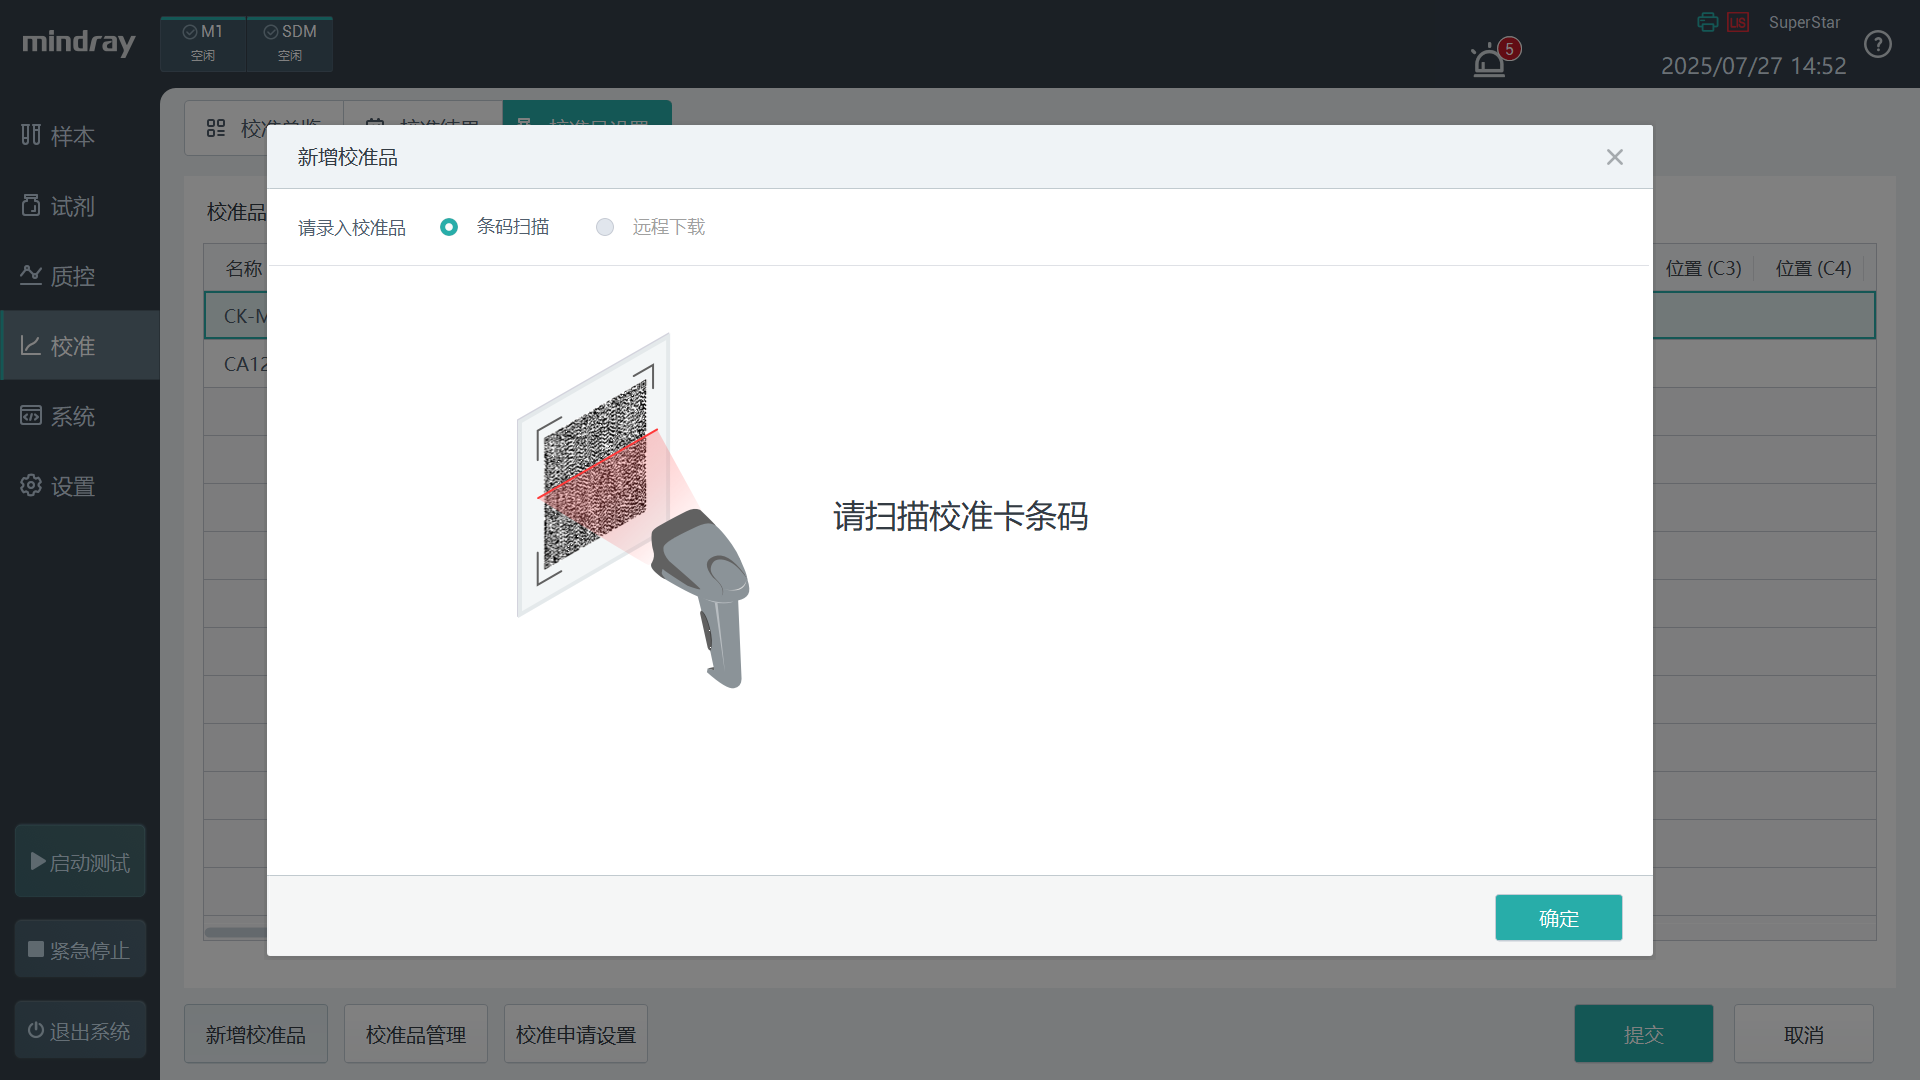 mindray
M1
空闲
SDM
空闲
5
LIS
SuperStar
2025/07/27 14:52
?
样本
试剂
质控
校准
系统
设置
启动测试
紧急停止
退出系统
新增校准品
请录入校准品
条码扫描
远程下载
校准品
名称
位置 (C3)
位置 (C4)
CK-M
CA12
请扫描校准卡条码
确定
新增校准品
校准品管理
校准申请设置
提交
取消